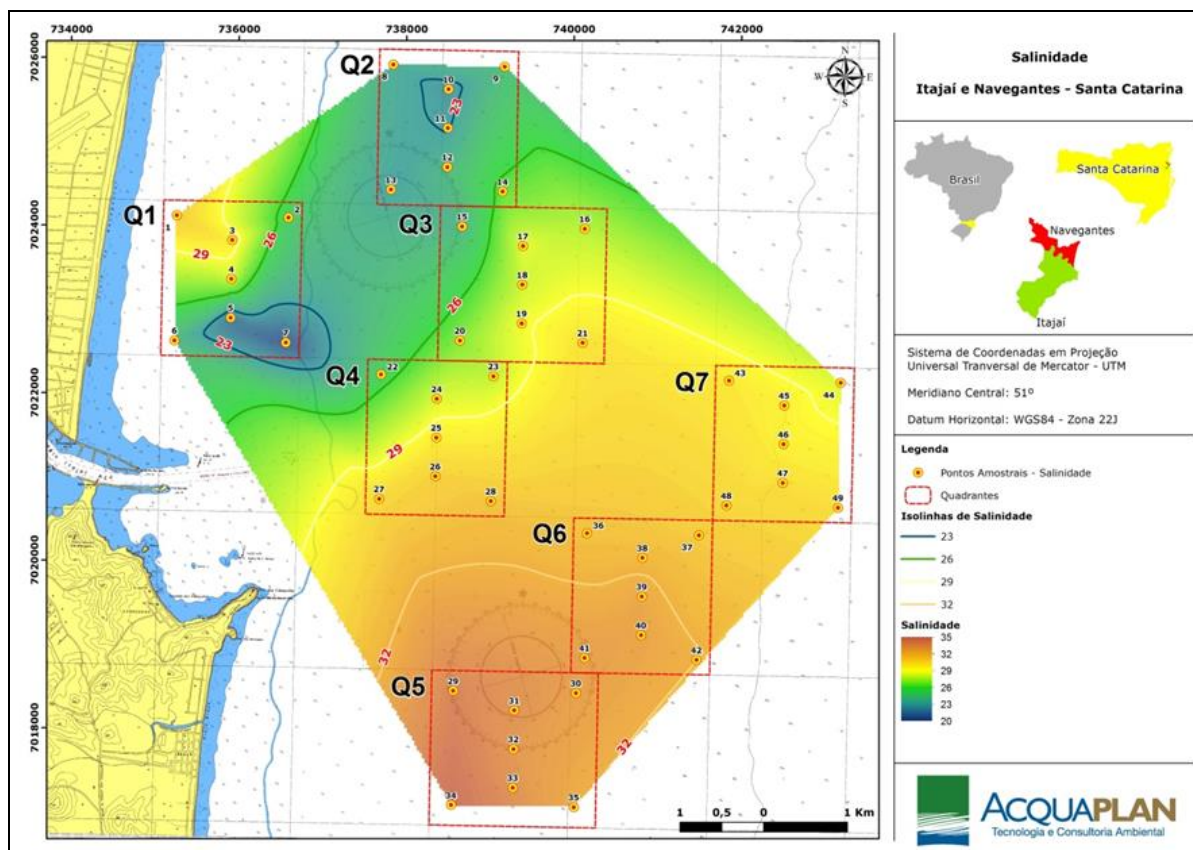 734000 736000 738000 740000 742000
7026000
7024000
7022000
7020000
7018000
N
W E
S
Q2
8 10 9
23
11
12
13 14
Q1
1 2
3
26
29
4
5
6 23 7
Q3
15 16
17
18
26
19
20 21
Q4
22 23
24
25
29
26
27 28
Q7
43 44
45
46
47
48 49
Q6
36 37
38
39
40
41 42
32
Q5
29 30
31
32
32
33
34 35
1 0,5 0 1 Km
Salinidade
Itajaí e Navegantes - Santa Catarina
Brasil
Santa Catarina
Navegantes
Itajaí
Sistema de Coordenadas em Projeção
Universal Tranversal de Mercator - UTM
Meridiano Central: 51º
Datum Horizontal: WGS84 - Zona 22J
Legenda
Pontos Amostrais - Salinidade
Quadrantes
Isolinhas de Salinidade
23
26
29
32
Salinidade
35
32
29
26
23
20
ACQUAPLAN
Tecnologia e Consultoria Ambiental